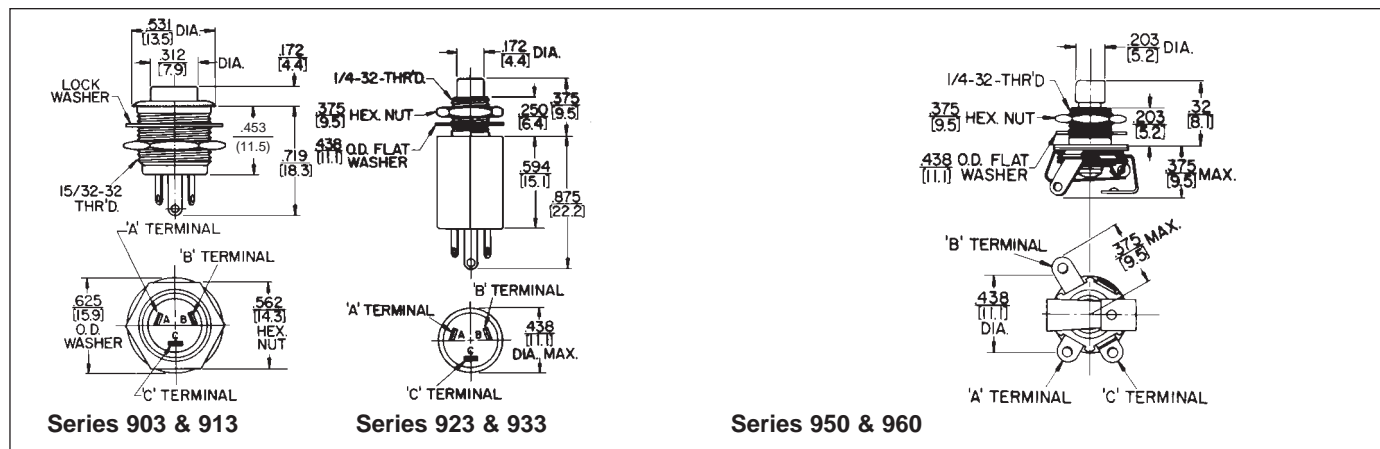 .531 DIA.
[13.5]
.312 DIA.
[7.9]
.172
[4.4]
LOCK
WASHER
.453
(11.5)
.719
[18.3]
15/32-32
THR'D.
'A' TERMINAL
'B' TERMINAL
.625
[15.9]
O.D.
WASHER
A B
C
.562
[14.3]
HEX.
NUT
'C' TERMINAL
Series 903 & 913
.172 DIA.
[4.4]
1/4-32-THR'D.
.375 HEX. NUT
[9.5]
.250
[6.4]
.375
[9.5]
.438 O.D. FLAT
[11.1] WASHER
.594
[15.1]
.875
[22.2]
'B' TERMINAL
'A' TERMINAL
A B
C
.438
[11.1]
DIA. MAX.
'C' TERMINAL
Series 923 & 933
.203 DIA.
[5.2]
1/4-32-THR'D
.375 HEX. NUT
[9.5]
.203
[5.2]
.32
[8.1]
.438 O.D. FLAT
[11.1] WASHER
.375 MAX.
[9.5]
'B' TERMINAL
.375 MAX.
[9.5]
.438
[11.1]
DIA.
'A' TERMINAL
'C' TERMINAL
Series 950 & 960